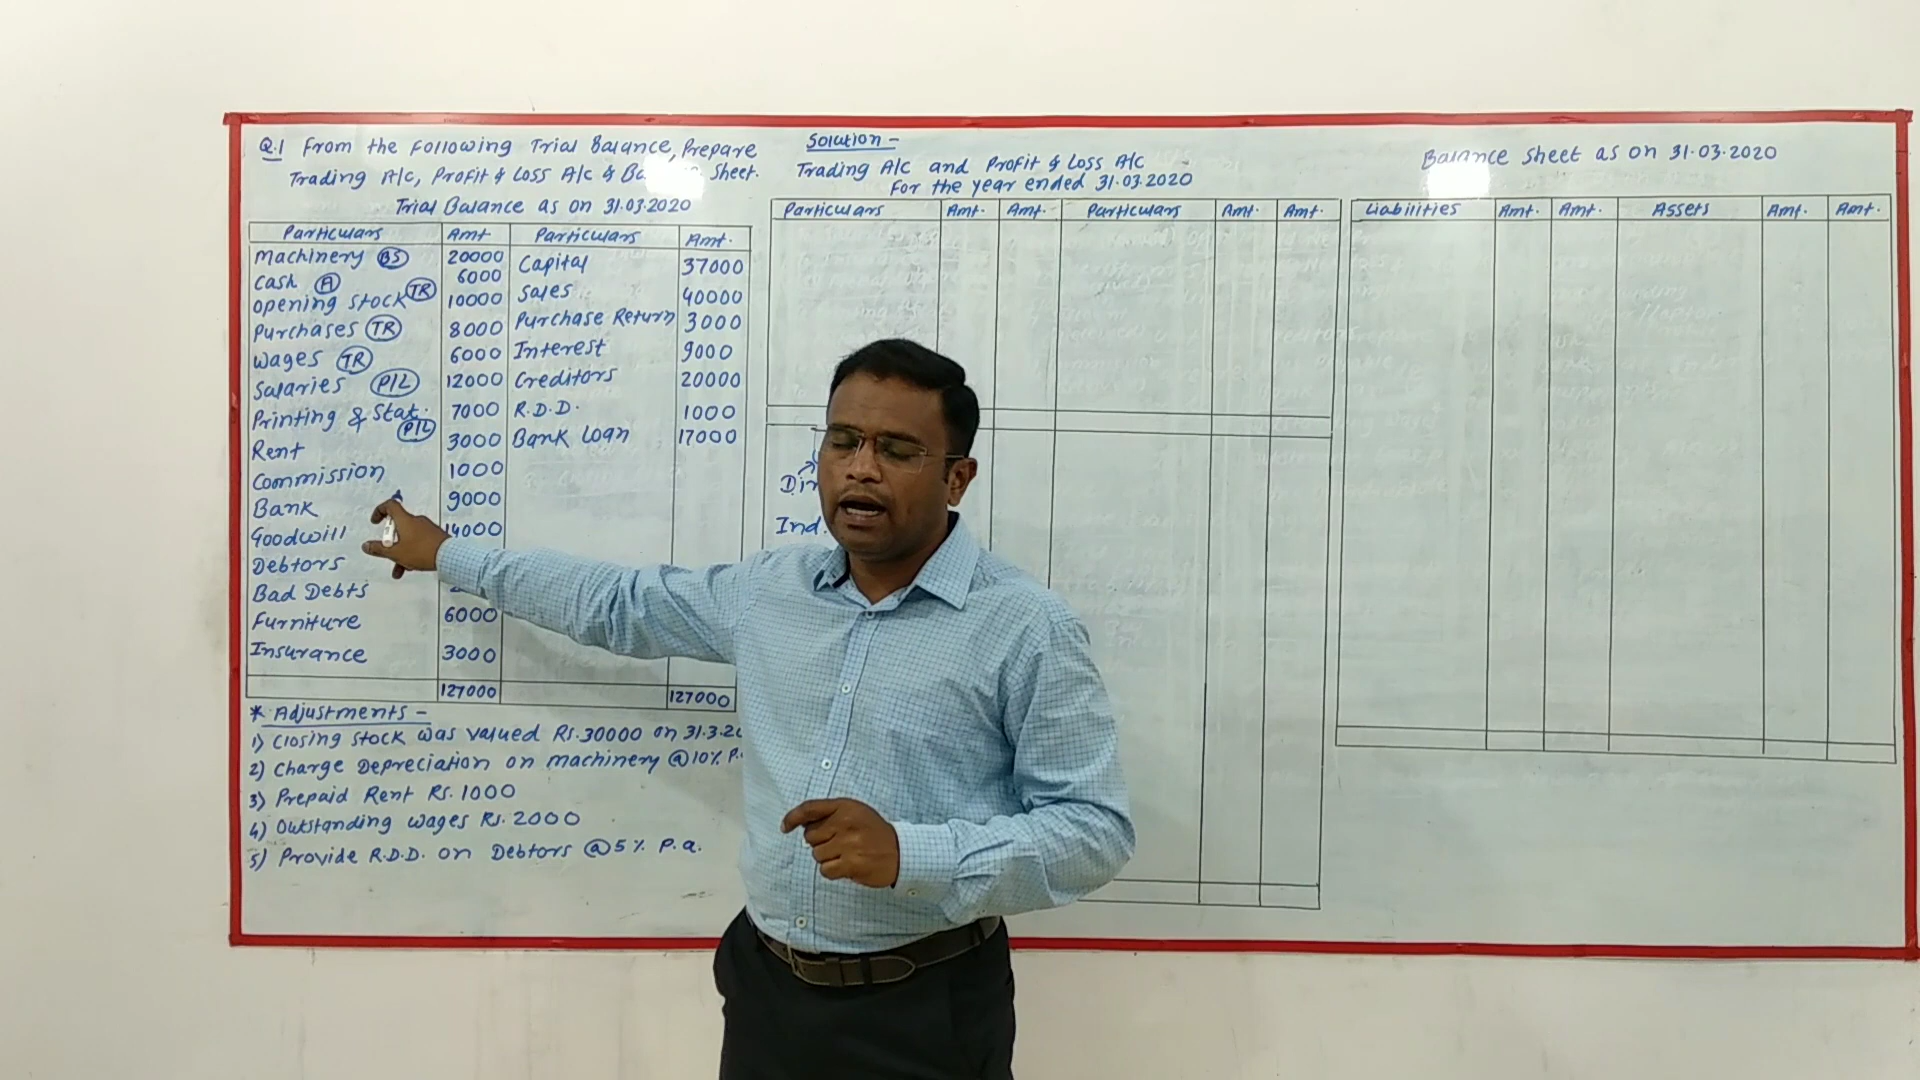 Q.1 From the Following Trial Balance, Prepare
Trading A/c, Profit & Loss A/c & Sheet.
Trial Balance as on 31.03.2020
Particulars Amt Particulars Amt.
Machinery BS 20000 Capital 37000
Cash A 6000 Sales 40000
Opening Stock TR 10000 Purchase Return 3000
Purchases TR 8000 Interest 9000
Wages TR 6000 Creditors 20000
Salaries P/L 12000 R.D.D. 1000
Printing & Stat. P/L 7000 Bank Loan 17000
Rent 3000
Commission 1000
Bank 9000
Goodwill 14000
Debtors
Bad Debts
Furniture 6000
Insurance 3000
127000 127000
* Adjustments -
1) Closing Stock was valued Rs.30000 on 31.3.20
2) Charge Depreciation on machinery @10% P.
3) Prepaid Rent Rs. 1000
4) Outstanding wages Rs. 2000
5) Provide R.D.D. on Debtors @5% P.a.
Solution -
Trading A/c and Profit & Loss A/c
For the year ended 31.03.2020
Particulars Amt. Amt. Particulars Amt. Amt.
Dir
Ind.
Balance Sheet as on 31.03.2020
Liabilities Amt. Amt. Assets Amt. Amt.